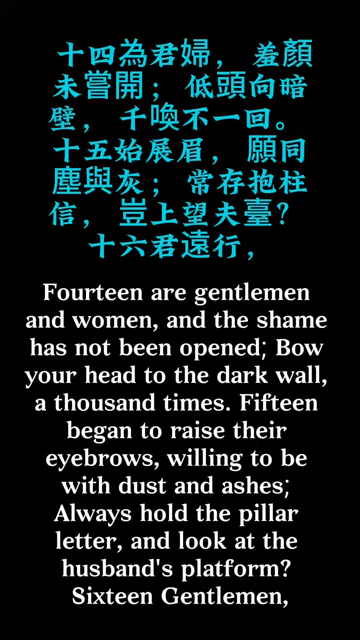 十四為君婦， 羞顏
未嘗開； 低頭向暗
壁， 千喚不一回。
十五始展眉， 願同
塵與灰； 常存抱柱
信， 豈上望夫臺？
十六君遠行，
Fourteen are gentlemen
and women, and the shame
has not been opened; Bow
your head to the dark wall,
a thousand times. Fifteen
began to raise their
eyebrows, willing to be
with dust and ashes;
Always hold the pillar
letter, and look at the
husband's platform?
Sixteen Gentlemen,